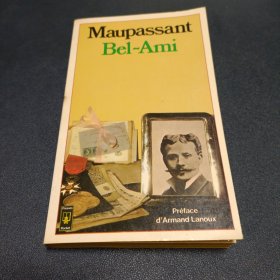 Maupassant
Bel-Ami
Préface
d'Armand Lanoux